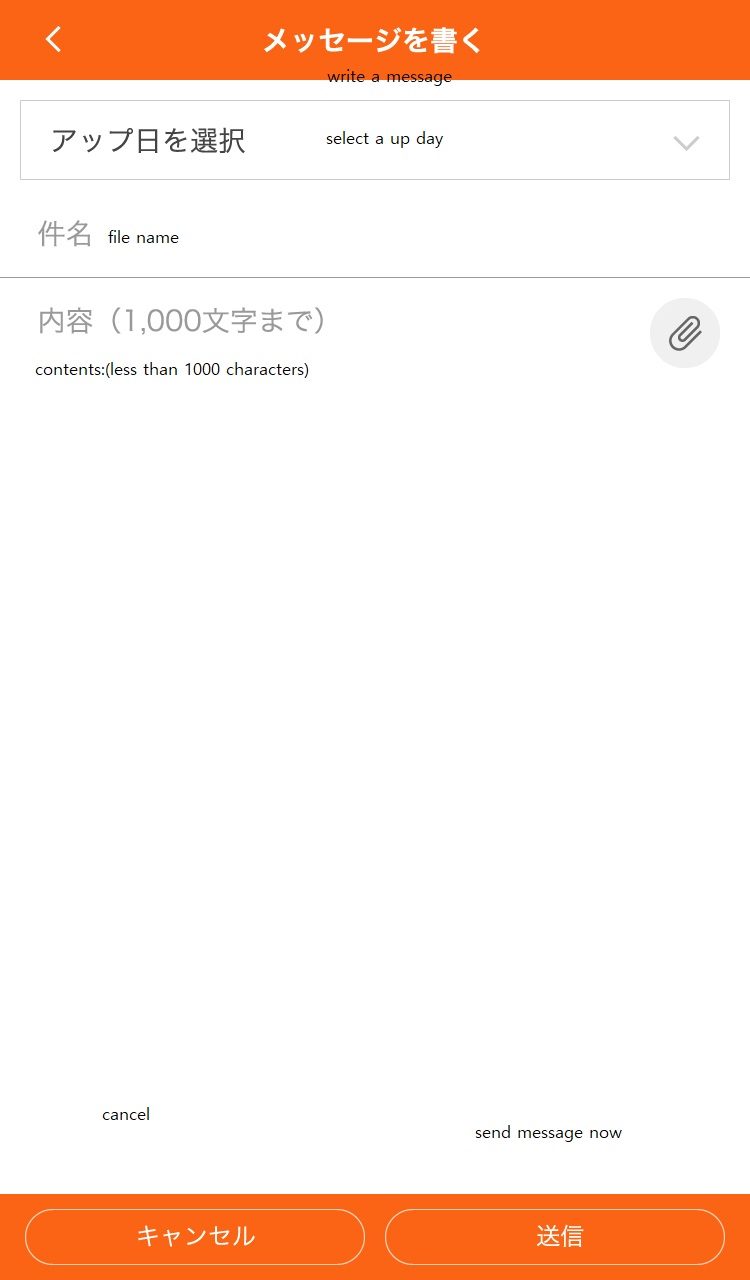 メッセージを書く
write a message
アップ日を選択
select a up day
件名
file name
内容（1,000文字まで）
contents:(less than 1000 characters)
cancel
send message now
キャンセル
送信